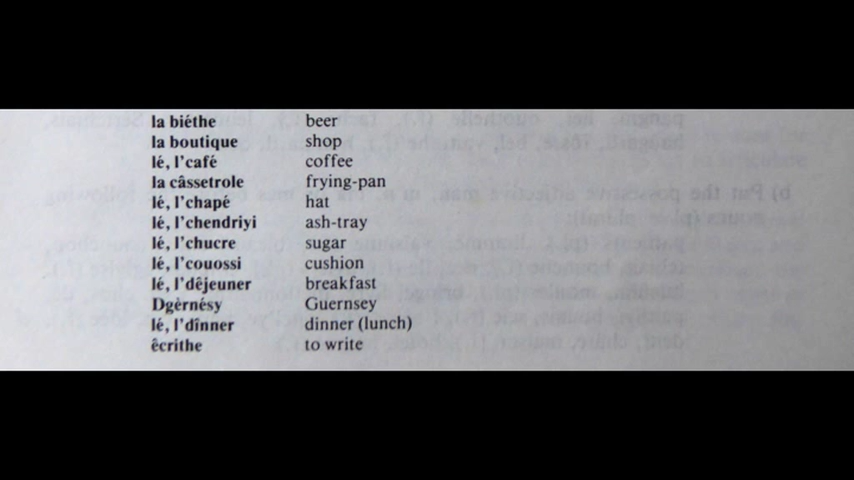 la biéthe beer
la boutique shop
lé, l'café coffee
la câssetrole frying-pan
lé, l'chapé hat
lé, l'chendriyi ash-tray
lé, l'chucre sugar
lé, l'couossi cushion
lé, l'dêjeuner breakfast
Dgèrnésy Guernsey
lé, l'dînner dinner (lunch)
êcrithe to write